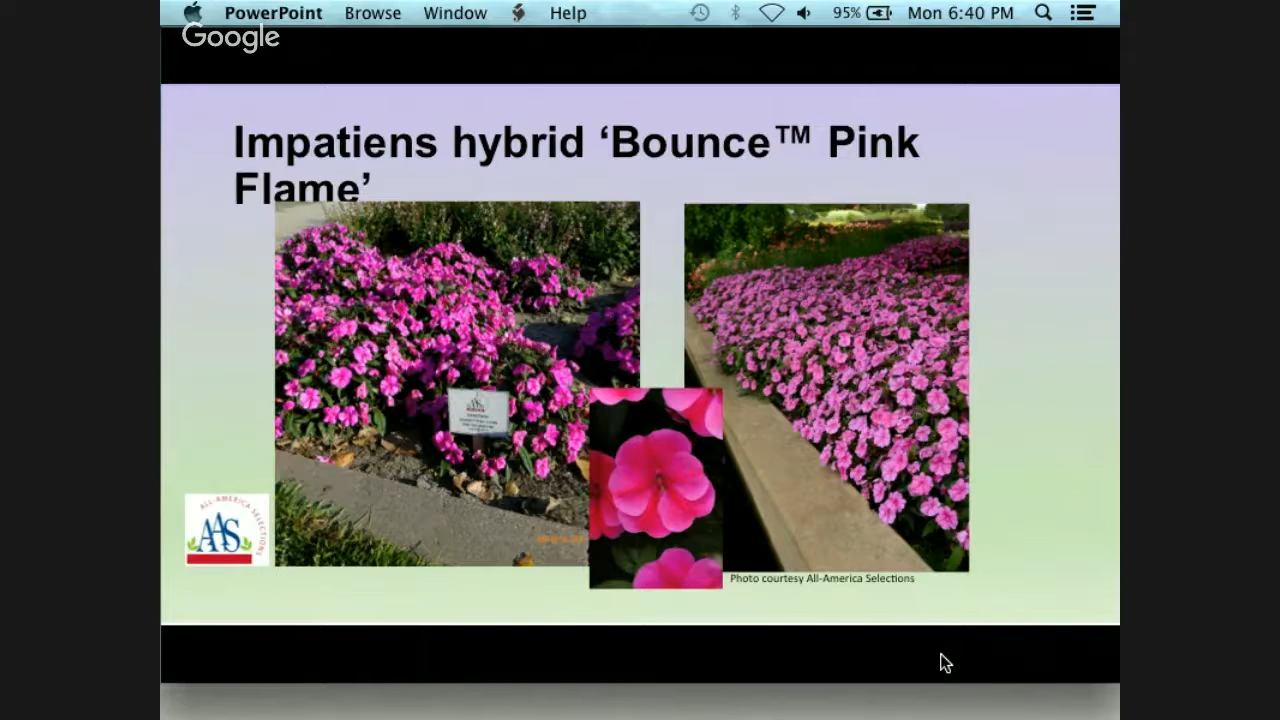 PowerPoint Browse Window Help 95% Mon 6:40 PM
Google
Impatiens hybrid ‘Bounce™ Pink
Flame’
ALL-AMERICA SELECTIONS
AAS
Photo courtesy All-America Selections